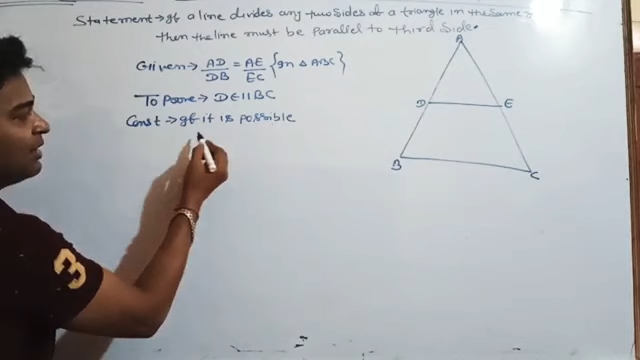 Statement → If a line divides any two sides of a triangle in the same
then the line must be parallel to third side.
Given → AD/DB = AE/EC {In △ ABC}
To Prove → DE || BC
Const → If it is possible
A
D E
B C
3